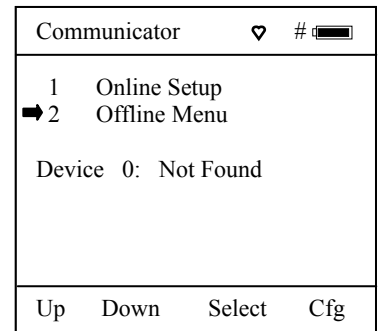 Communicator ♥ #
1 Online Setup
➡ 2 Offline Menu
Device 0: Not Found
Up Down Select Cfg